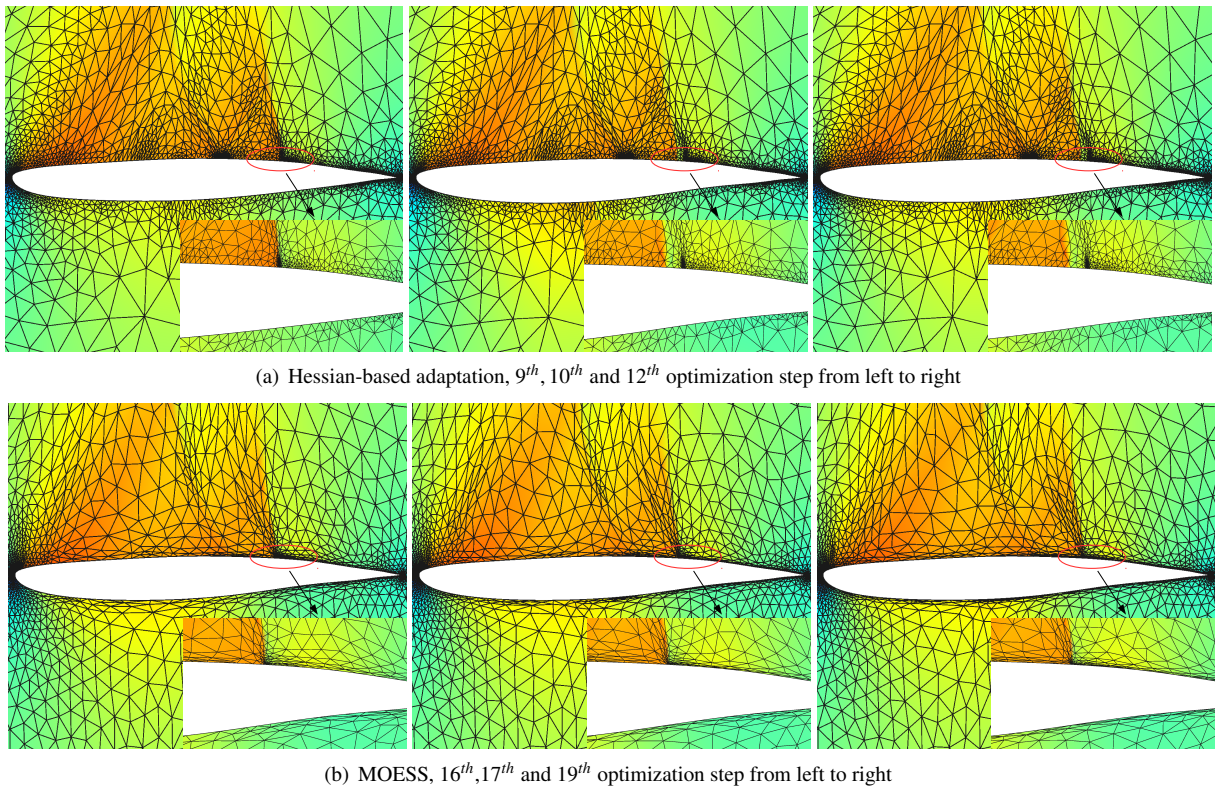 (a) Hessian-based adaptation, 9th, 10th and 12th optimization step from left to right
(b) MOESS, 16th,17th and 19th optimization step from left to right